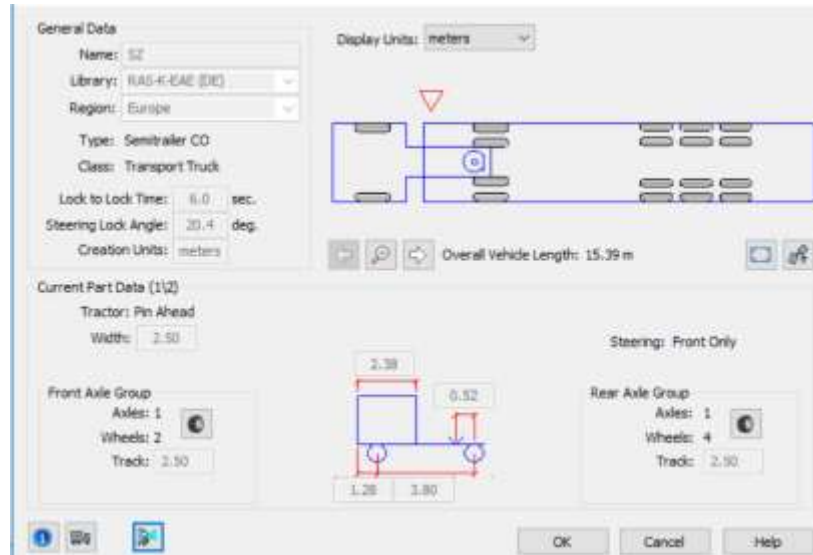 General Data
Name: SZ
Library: RAS-K-EAE (DE)
Region: Europe
Type: Semitrailer CO
Class: Transport Truck
Lock to Lock Time: 6.0 sec.
Steering Lock Angle: 20.4 deg.
Creation Units: meters
Display Units: meters
Overall Vehicle Length: 15.39 m
Current Part Data (1\2)
Tractor: Pin Ahead
Width: 2.50
Front Axle Group
Axles: 1
Wheels: 2
Track: 2.50
2.38
0.52
1.28 3.80
Steering: Front Only
Rear Axle Group
Axles: 1
Wheels: 4
Track: 2.50
OK Cancel Help